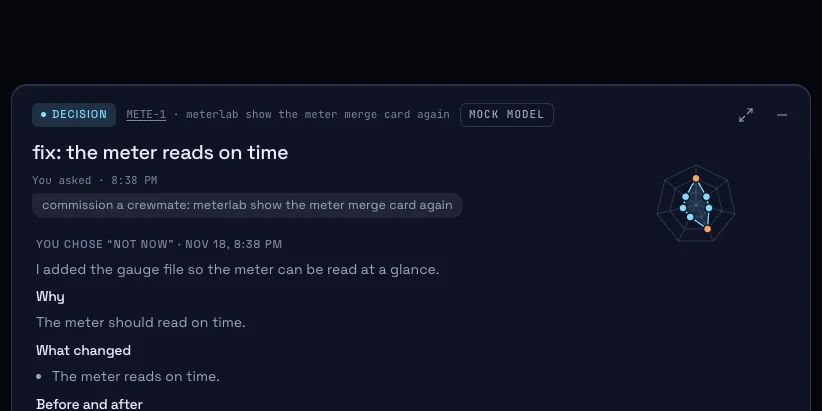 DECISION METE-1 · meterlab show the meter merge card again MOCK MODEL
fix: the meter reads on time
You asked · 8:38 PM
commission a crewmate: meterlab show the meter merge card again
YOU CHOSE “NOT NOW” · NOV 18, 8:38 PM
I added the gauge file so the meter can be read at a glance.
Why
The meter should read on time.
What changed
• The meter reads on time.
Before and after